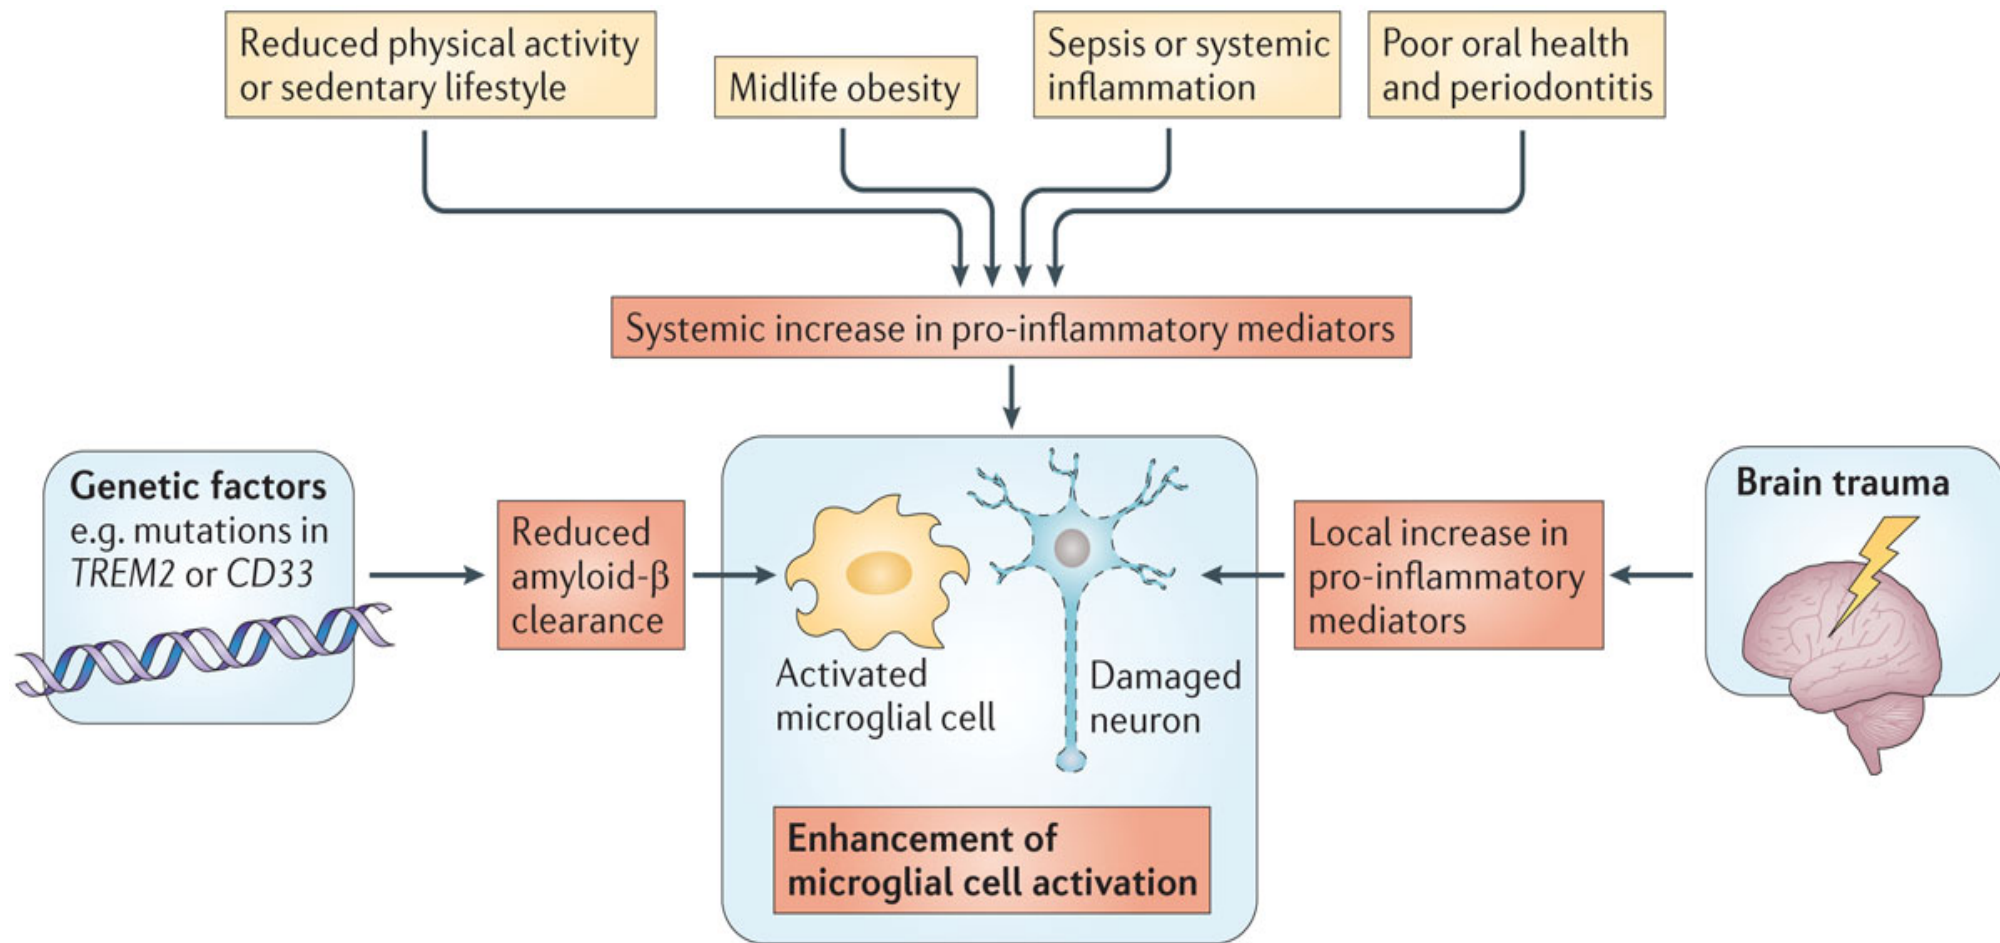 Reduced physical activity
or sedentary lifestyle
Midlife obesity
Sepsis or systemic
inflammation
Poor oral health
and periodontitis
Systemic increase in pro-inflammatory mediators
Genetic factors
e.g. mutations in
TREM2 or CD33
Reduced
amyloid-β
clearance
Activated
microglial cell
Damaged
neuron
Enhancement of
microglial cell activation
Local increase in
pro-inflammatory
mediators
Brain trauma